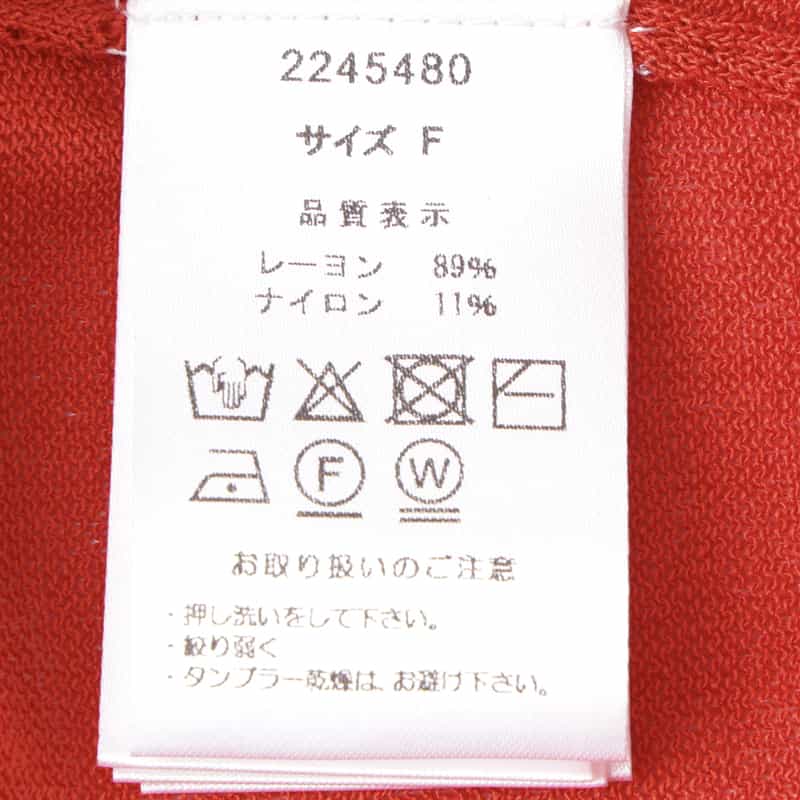 2245480
サイズ F
品質表示
レーヨン 89%
ナイロン 11%
F W
お取り扱いのご注意
・押し洗いをして下さい。
・絞り弱く
・タンブラー乾燥は、お避け下さい。